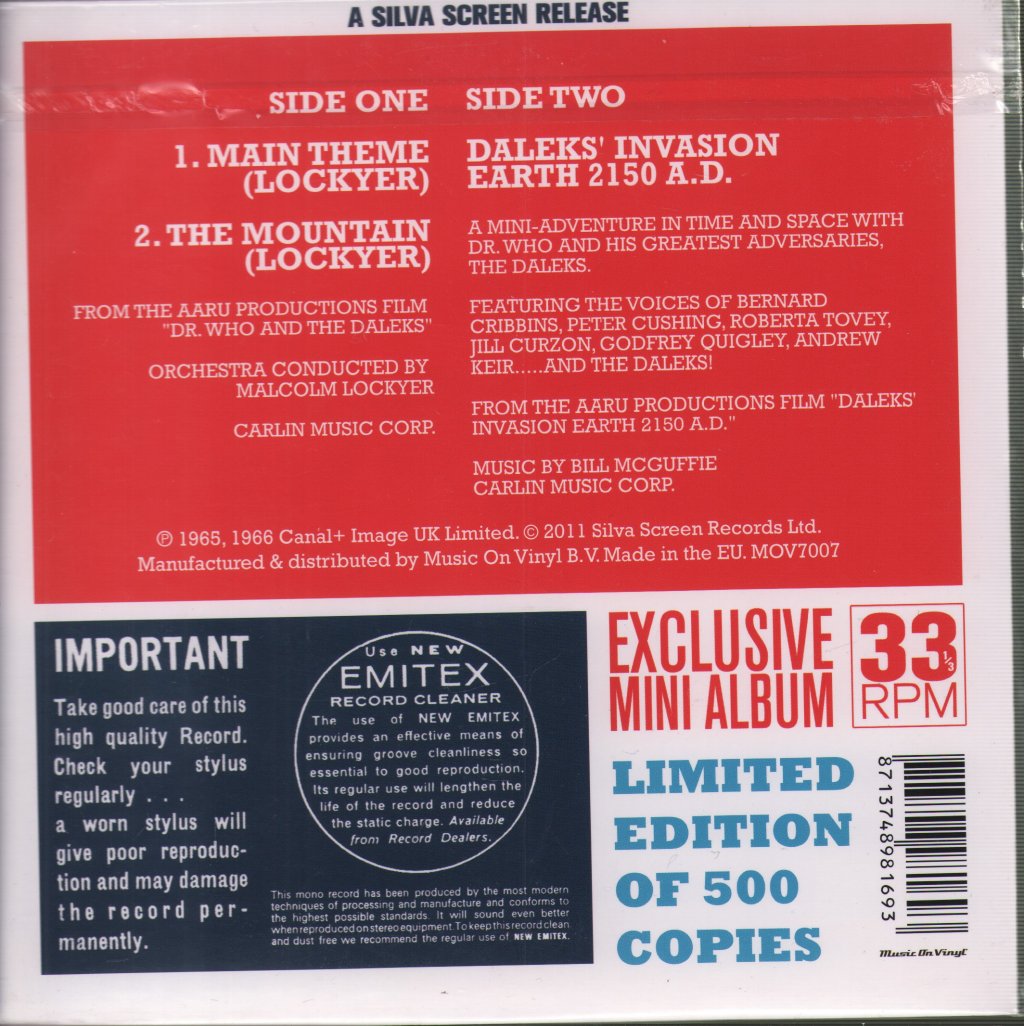 A SILVA SCREEN RELEASE
SIDE ONE
1. MAIN THEME
(LOCKYER)
2. THE MOUNTAIN
(LOCKYER)
FROM THE AARU PRODUCTIONS FILM
"DR. WHO AND THE DALEKS"
ORCHESTRA CONDUCTED BY
MALCOLM LOCKYER
CARLIN MUSIC CORP.
SIDE TWO
DALEKS' INVASION
EARTH 2150 A.D.
A MINI-ADVENTURE IN TIME AND SPACE WITH
DR. WHO AND HIS GREATEST ADVERSARIES,
THE DALEKS.
FEATURING THE VOICES OF BERNARD
CRIBBINS, PETER CUSHING, ROBERTA TOVEY,
JILL CURZON, GODFREY QUIGLEY, ANDREW
KEIR.....AND THE DALEKS!
FROM THE AARU PRODUCTIONS FILM "DALEKS'
INVASION EARTH 2150 A.D."
MUSIC BY BILL MCGUFFIE
CARLIN MUSIC CORP.
℗ 1965, 1966 Canal+ Image UK Limited. © 2011 Silva Screen Records Ltd.
Manufactured & distributed by Music On Vinyl B.V. Made in the EU. MOV7007
IMPORTANT
Take good care of this
high quality Record.
Check your stylus
regularly . . .
a worn stylus will
give poor reproduc-
tion and may damage
the record per-
manently.
Use NEW
EMITEX
RECORD CLEANER
The use of NEW EMITEX
provides an effective means of
ensuring groove cleanliness so
essential to good reproduction.
Its regular use will lengthen the
life of the record and reduce
the static charge. Available
from Record Dealers.
This mono record has been produced by the most modern
techniques of processing and manufacture and conforms to
the highest possible standards. It will sound even better
when reproduced on stereo equipment. To keep this record clean
and dust free we recommend the regular use of NEW EMITEX.
EXCLUSIVE
MINI ALBUM
33 1/3
RPM
LIMITED
EDITION
OF 500
COPIES
8713748981693
Music On Vinyl